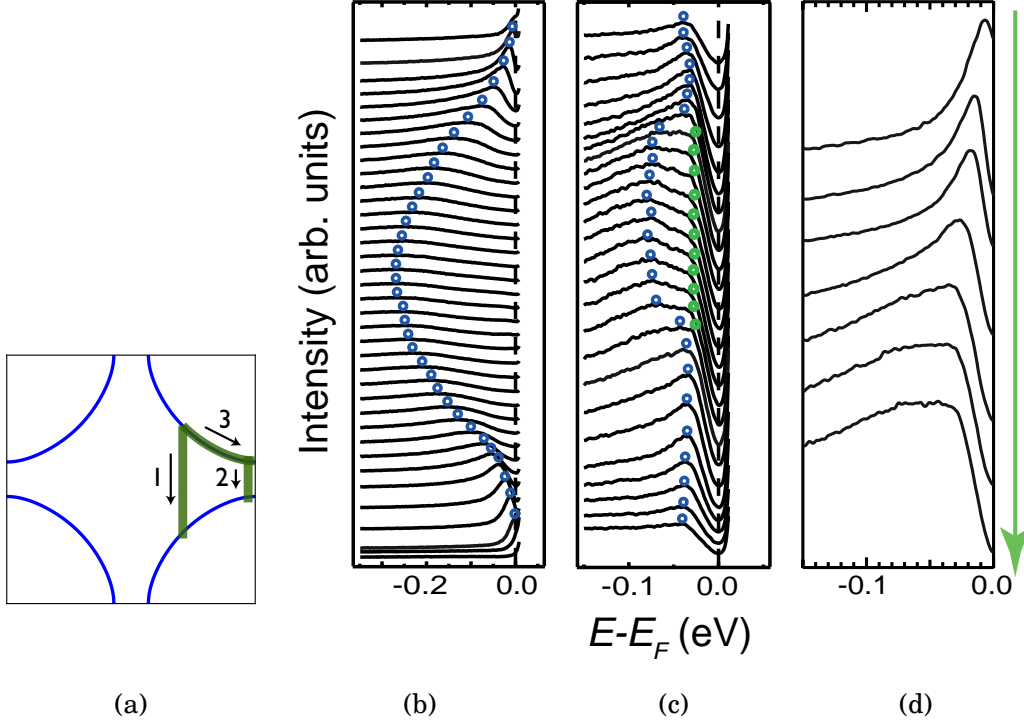 3
1
2
Intensity (arb. units)
-0.2
0.0
-0.1
0.0
-0.1
0.0
E-E_F (eV)
(a)
(b)
(c)
(d)